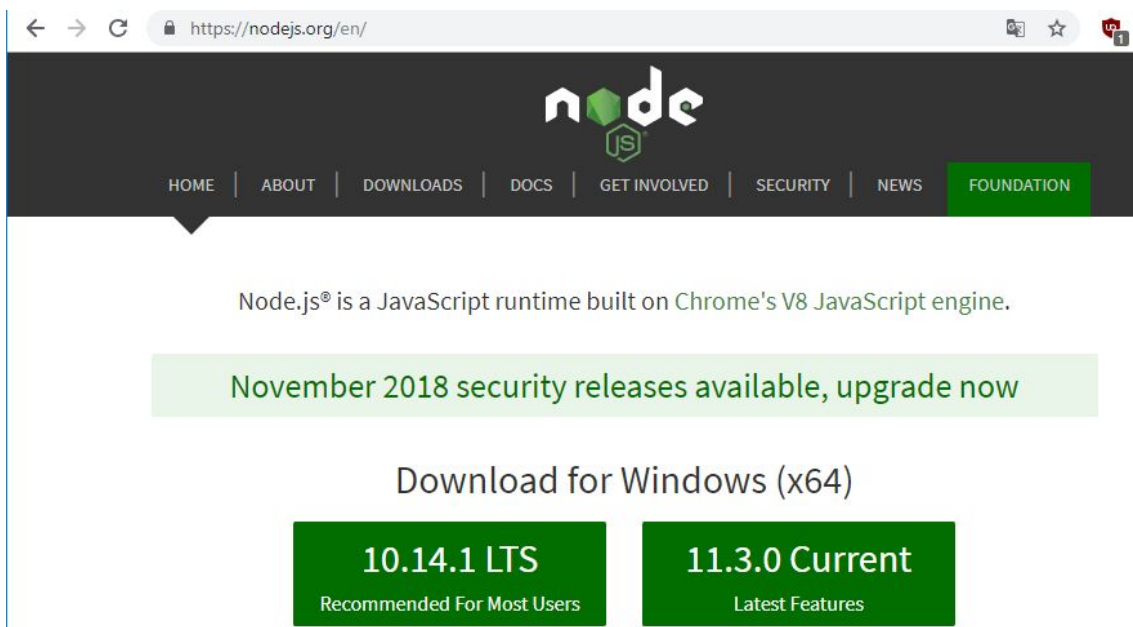 https://nodejs.org/en/
1
node
JS
HOME ABOUT DOWNLOADS DOCS GET INVOLVED SECURITY NEWS FOUNDATION
Node.js® is a JavaScript runtime built on Chrome's V8 JavaScript engine.
November 2018 security releases available, upgrade now
Download for Windows (x64)
10.14.1 LTS
Recommended For Most Users
11.3.0 Current
Latest Features